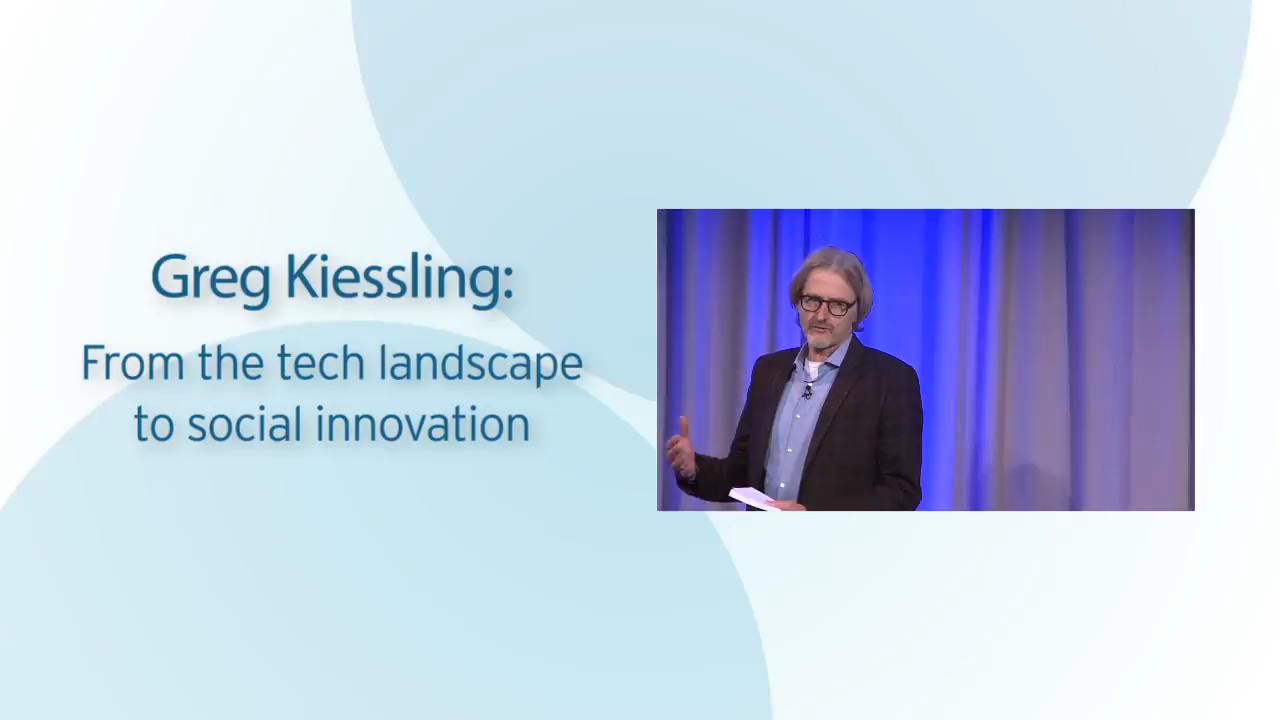 Greg Kiessling:
From the tech landscape
to social innovation